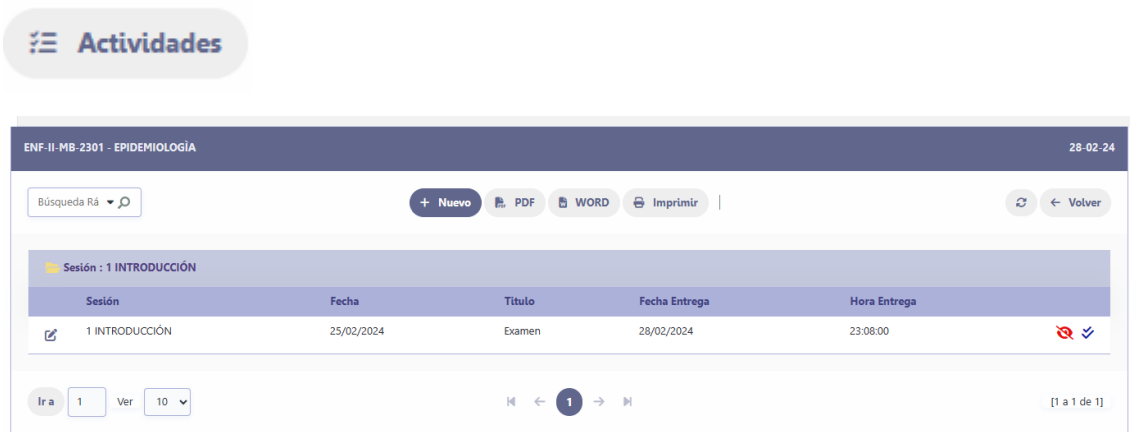 Actividades
ENF-II-MB-2301 - EPIDEMIOLOGÌA 28-02-24
Búsqueda Rá + Nuevo PDF WORD Imprimir Volver
Sesión : 1 INTRODUCCIÓN
Sesión Fecha Titulo Fecha Entrega Hora Entrega
1 INTRODUCCIÓN 25/02/2024 Examen 28/02/2024 23:08:00
Ir a 1 Ver 10 1 [1 a 1 de 1]